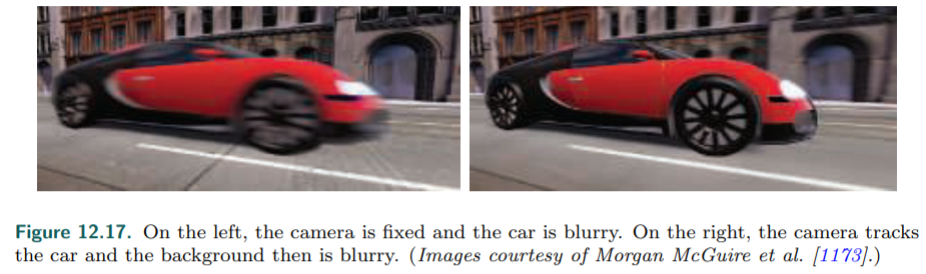 Figure 12.17. On the left, the camera is fixed and the car is blurry. On the right, the camera tracks
the car and the background then is blurry. (Images courtesy of Morgan McGuire et al. [1173].)